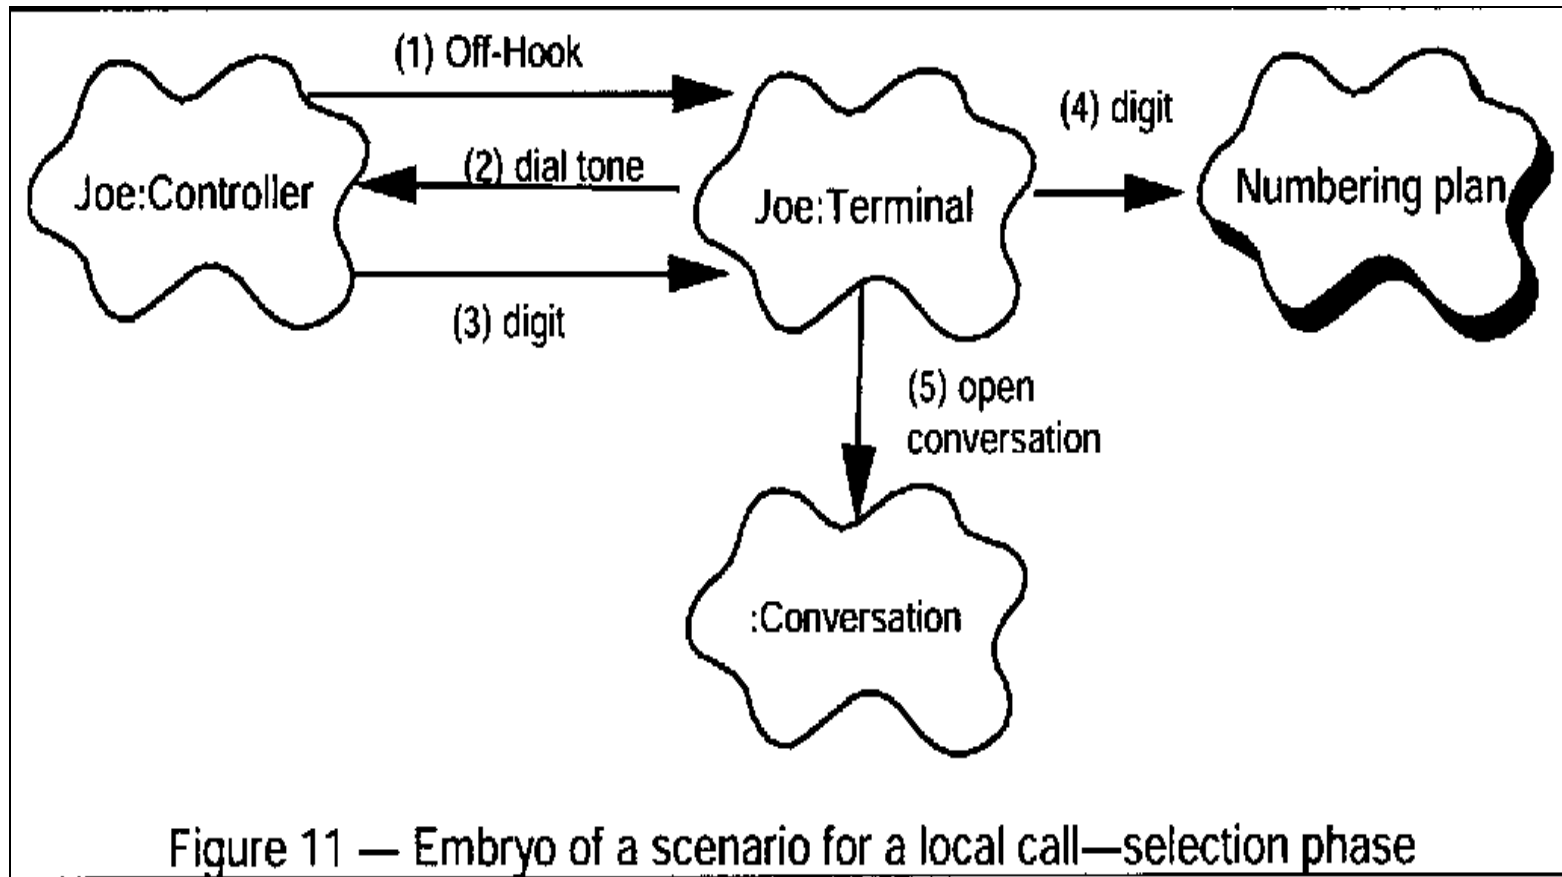 (1) Off-Hook
(4) digit
(2) dial tone
Joe:Controller
Joe:Terminal
Numbering plan
(3) digit
(5) open
conversation
:Conversation
Figure 11 — Embryo of a scenario for a local call—selection phase